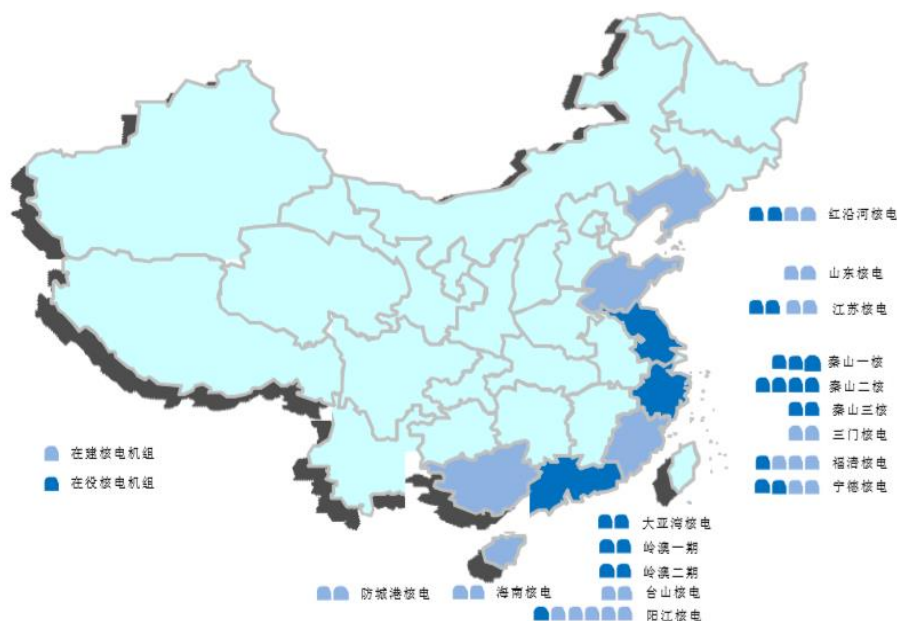 红沿河核电
山东核电
江苏核电
秦山一核
秦山二核
秦山三核
三门核电
福清核电
宁德核电
在建核电机组
在役核电机组
大亚湾核电
岭澳一期
岭澳二期
台山核电
阳江核电
防城港核电
海南核电